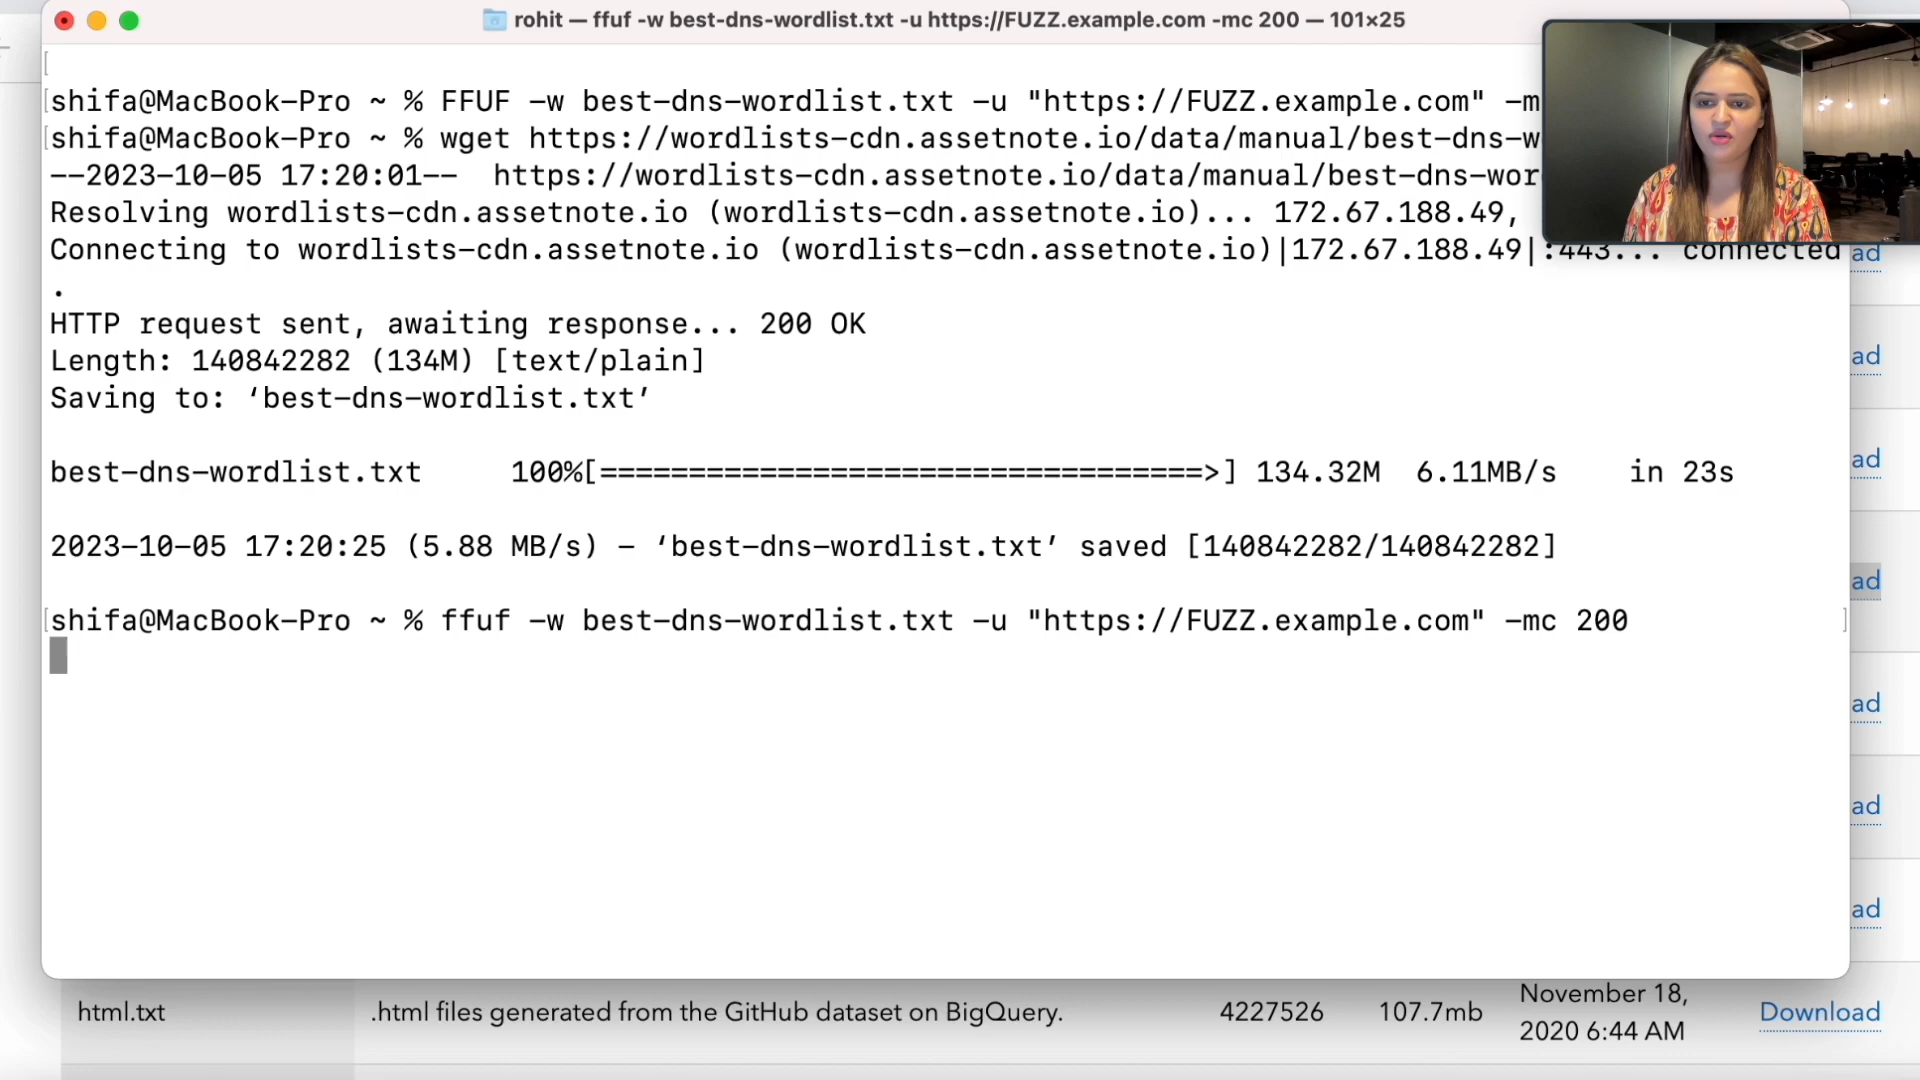 rohit — ffuf -w best-dns-wordlist.txt -u https://FUZZ.example.com -mc 200 — 101×25
shifa@MacBook-Pro ~ % FFUF -w best-dns-wordlist.txt -u "https://FUZZ.example.com" -m
shifa@MacBook-Pro ~ % wget https://wordlists-cdn.assetnote.io/data/manual/best-dns-w
--2023-10-05 17:20:01--  https://wordlists-cdn.assetnote.io/data/manual/best-dns-wor
Resolving wordlists-cdn.assetnote.io (wordlists-cdn.assetnote.io)... 172.67.188.49,
Connecting to wordlists-cdn.assetnote.io (wordlists-cdn.assetnote.io)|172.67.188.49|:443... connected
.
HTTP request sent, awaiting response... 200 OK
Length: 140842282 (134M) [text/plain]
Saving to: ‘best-dns-wordlist.txt’
best-dns-wordlist.txt     100%[==================================>] 134.32M  6.11MB/s    in 23s
2023-10-05 17:20:25 (5.88 MB/s) – ‘best-dns-wordlist.txt’ saved [140842282/140842282]
shifa@MacBook-Pro ~ % ffuf -w best-dns-wordlist.txt -u "https://FUZZ.example.com" -mc 200
ad
ad
ad
ad
ad
ad
ad
html.txt .html files generated from the GitHub dataset on BigQuery. 4227526 107.7mb November 18, 2020 6:44 AM Download